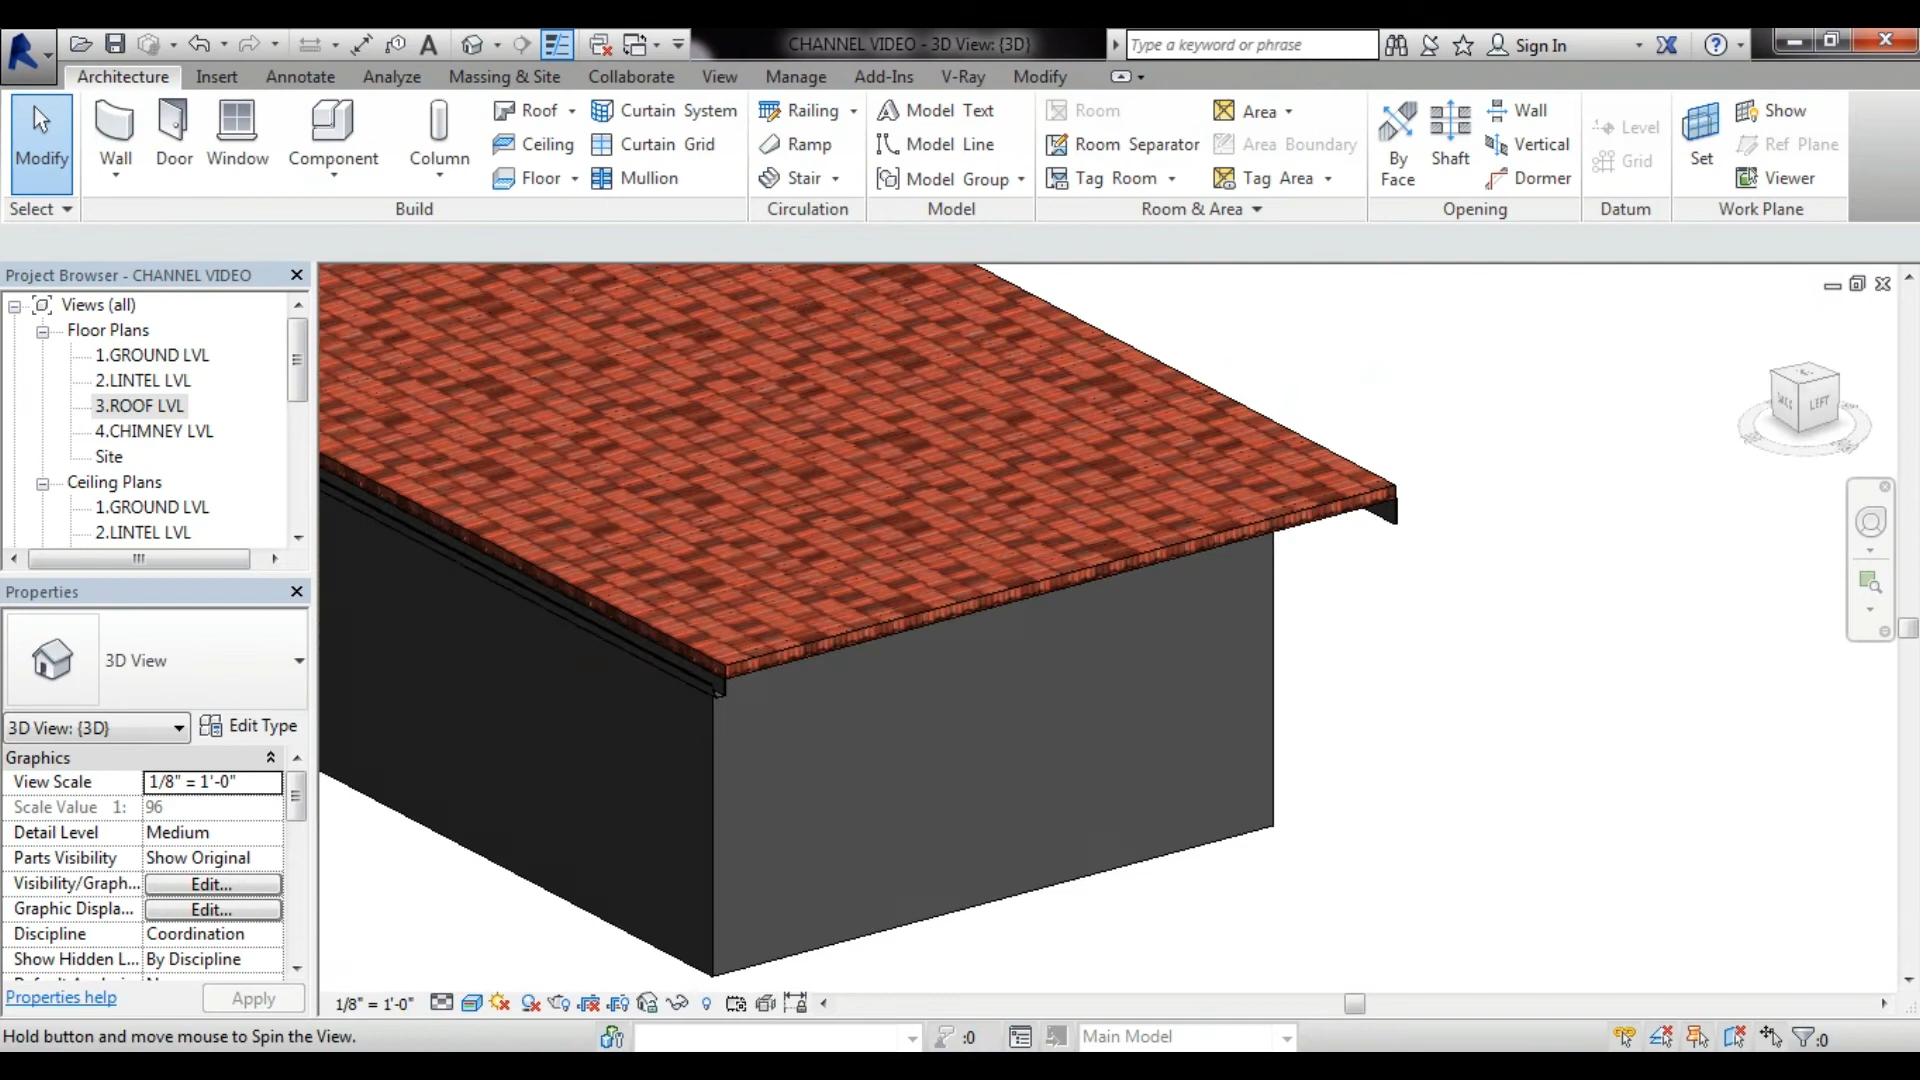 CHANNEL VIDEO - 3D View: {3D}
Type a keyword or phrase
Sign In
Architecture Insert Annotate Analyze Massing & Site Collaborate View Manage Add-Ins V-Ray Modify
Modify
Wall
Door
Window
Component
Column
Roof
Ceiling
Floor
Curtain System
Curtain Grid
Mullion
Railing
Ramp
Stair
Model Text
Model Line
Model Group
Room
Room Separator
Tag Room
Area
Area Boundary
Tag Area
By
Face
Shaft
Wall
Vertical
Dormer
Level
Grid
Set
Show
Ref Plane
Viewer
Select Build Circulation Model Room & Area Opening Datum Work Plane
Project Browser - CHANNEL VIDEO
Views (all)
Floor Plans
1.GROUND LVL
2.LINTEL LVL
3.ROOF LVL
4.CHIMNEY LVL
Site
Ceiling Plans
1.GROUND LVL
2.LINTEL LVL
Properties
3D View
3D View: {3D} Edit Type
Graphics
View Scale 1/8" = 1'-0"
Scale Value 1: 96
Detail Level Medium
Parts Visibility Show Original
Visibility/Graph... Edit...
Graphic Displa... Edit...
Discipline Coordination
Show Hidden L... By Discipline
Properties help Apply
LEFT
1/8" = 1'-0"
Hold button and move mouse to Spin the View.
:0
Main Model
:0